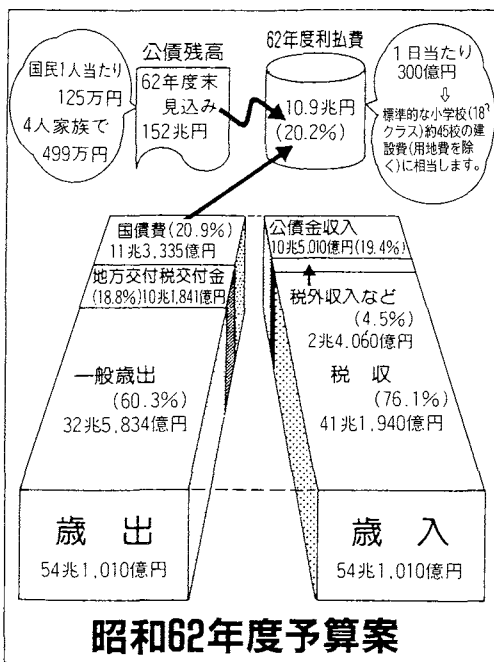 国民1人当たり
125万円
4人家族で
499万円
公債残高
62年度末
見込み
152兆円
62年度利払費
10.9兆円
(20.2%)
1日当たり
300億円
⇩
標準的な小学校(18
クラス)約45校の建
設費(用地費を除
く)に相当します。
国債費(20.9%)
11兆3,335億円
地方交付税交付金
(18.8%)10兆1,841億円
一般歳出
(60.3%)
32兆5,834億円
歳出
54兆1,010億円
公債金収入
10兆5,010億円(19.4%)
税外収入など
(4.5%)
2兆4,060億円
税収
(76.1%)
41兆1,940億円
歳入
54兆1,010億円
昭和62年度予算案